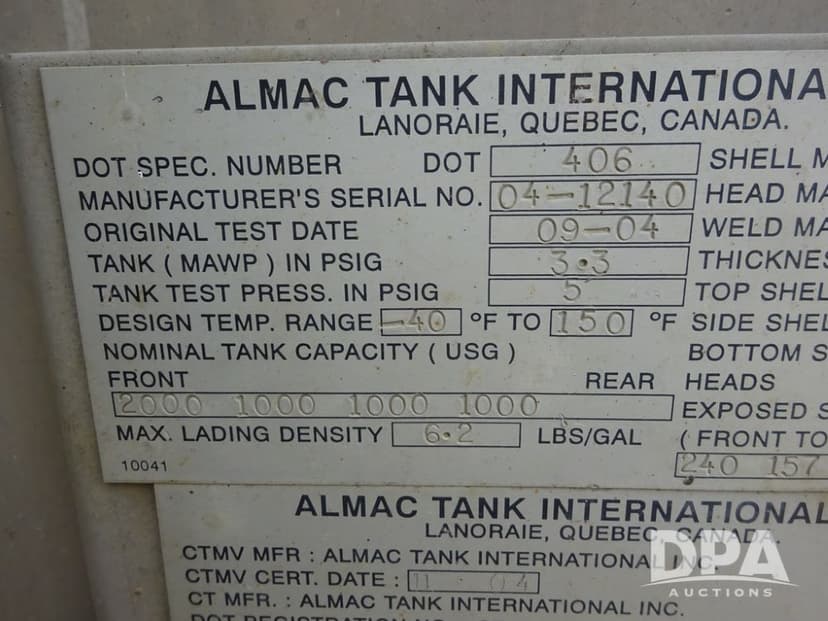 ALMAC TANK INTERNATIONA
LANORAIE, QUEBEC, CANADA.
DOT SPEC. NUMBER DOT 406 SHELL M
MANUFACTURER'S SERIAL NO. 04-12140 HEAD MA
ORIGINAL TEST DATE 09-04 WELD MA
TANK ( MAWP ) IN PSIG 3.3 THICKNES
TANK TEST PRESS. IN PSIG 5 TOP SHEL
DESIGN TEMP. RANGE -40 °F TO 150 °F SIDE SHEL
NOMINAL TANK CAPACITY ( USG ) BOTTOM S
FRONT REAR HEADS
2000 1000 1000 1000 EXPOSED S
MAX. LADING DENSITY 6.2 LBS/GAL ( FRONT TO
10041 240 157
ALMAC TANK INTERNATIONAL
LANORAIE, QUEBEC, CANADA.
CTMV MFR : ALMAC TANK INTERNATIONAL INC.
CTMV CERT. DATE : 11 04
CT MFR. : ALMAC TANK INTERNATIONAL INC.
DOT REGISTRATION NO.
DPA
AUCTIONS